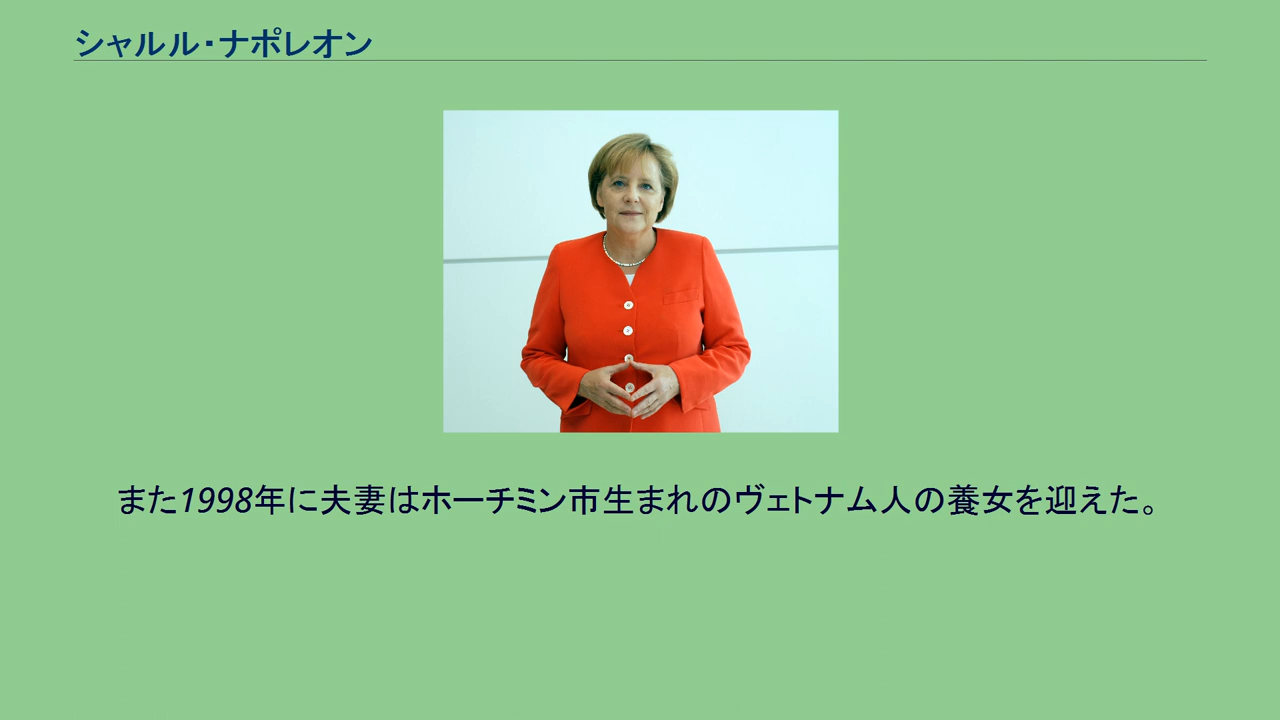 シャルル・ナポレオン
また1998年に夫妻はホーチミン市生まれのヴェトナム人の養女を迎えた。